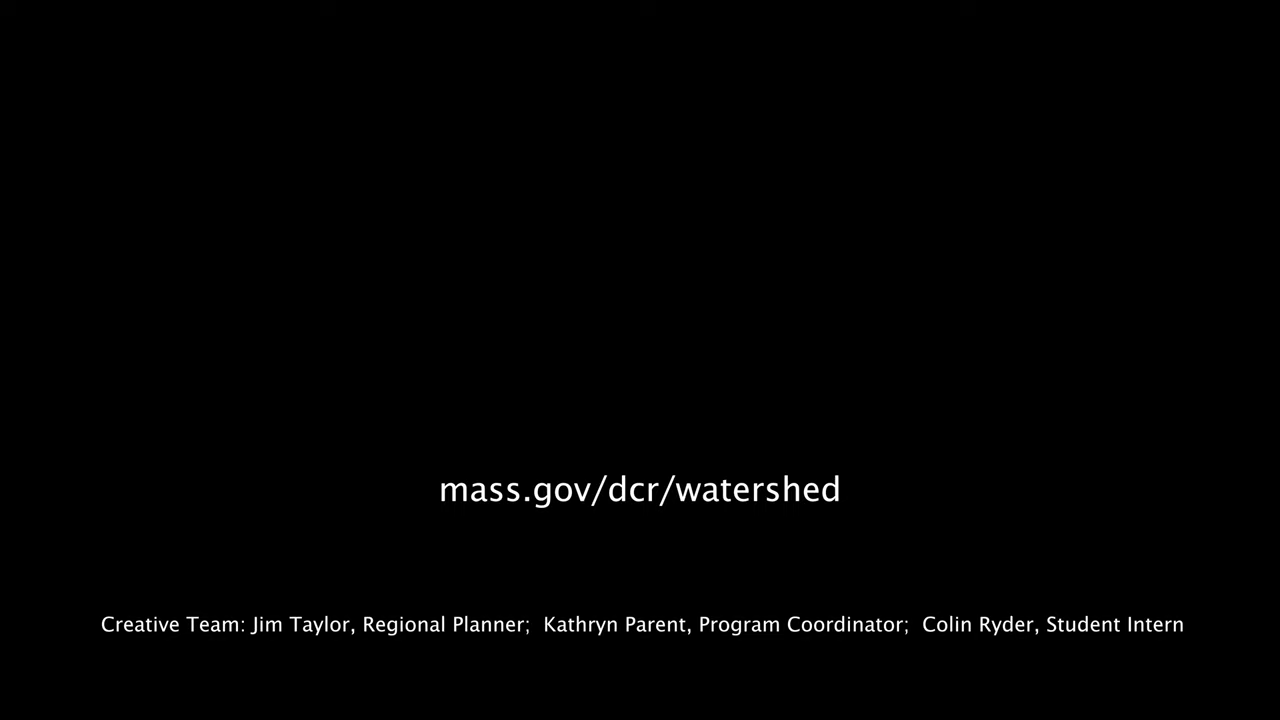 mass.gov/dcr/watershed
Creative Team: Jim Taylor, Regional Planner;  Kathryn Parent, Program Coordinator;  Colin Ryder, Student Intern